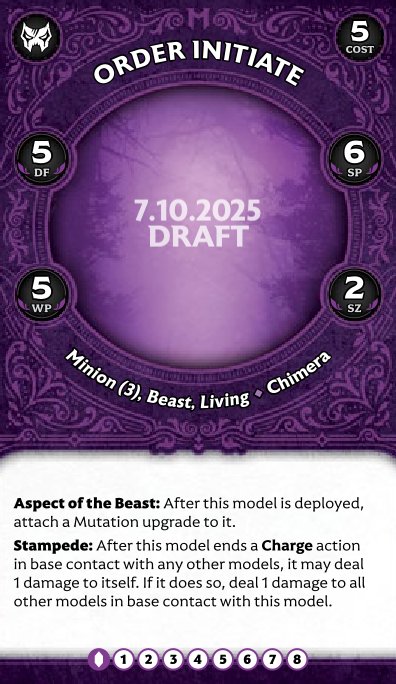 5
COST
ORDER INITIATE
5
DF
6
SP
7.10.2025
DRAFT
5
WP
2
SZ
Minion (3), Beast, Living ♦ Chimera
Aspect of the Beast: After this model is deployed,
attach a Mutation upgrade to it.
Stampede: After this model ends a Charge action
in base contact with any other models, it may deal
1 damage to itself. If it does so, deal 1 damage to all
other models in base contact with this model.
1 2 3 4 5 6 7 8